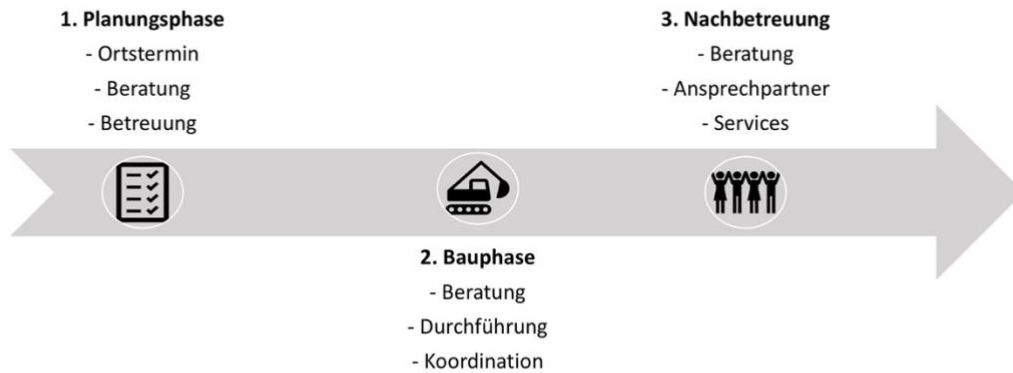 1. Planungsphase
- Ortstermin
- Beratung
- Betreuung
2. Bauphase
- Beratung
- Durchführung
- Koordination
3. Nachbetreuung
- Beratung
- Ansprechpartner
- Services